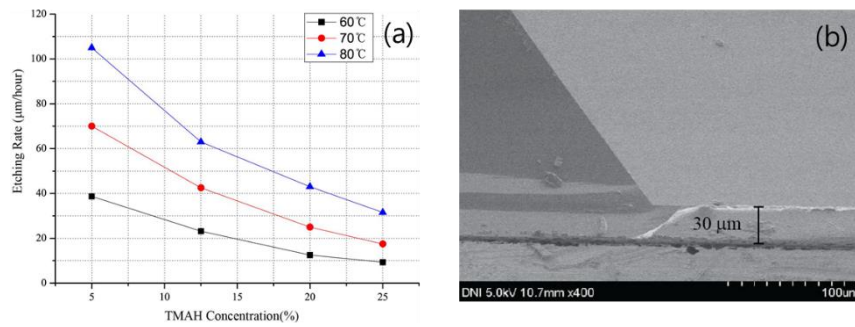 (a)
60℃
70℃
80℃
Etching Rate (μm/hour)
120
100
80
60
40
20
0
5
10
15
20
25
TMAH Concentration(%)
(b)
30 μm
DNI 5.0kV 10.7mm x400
100um